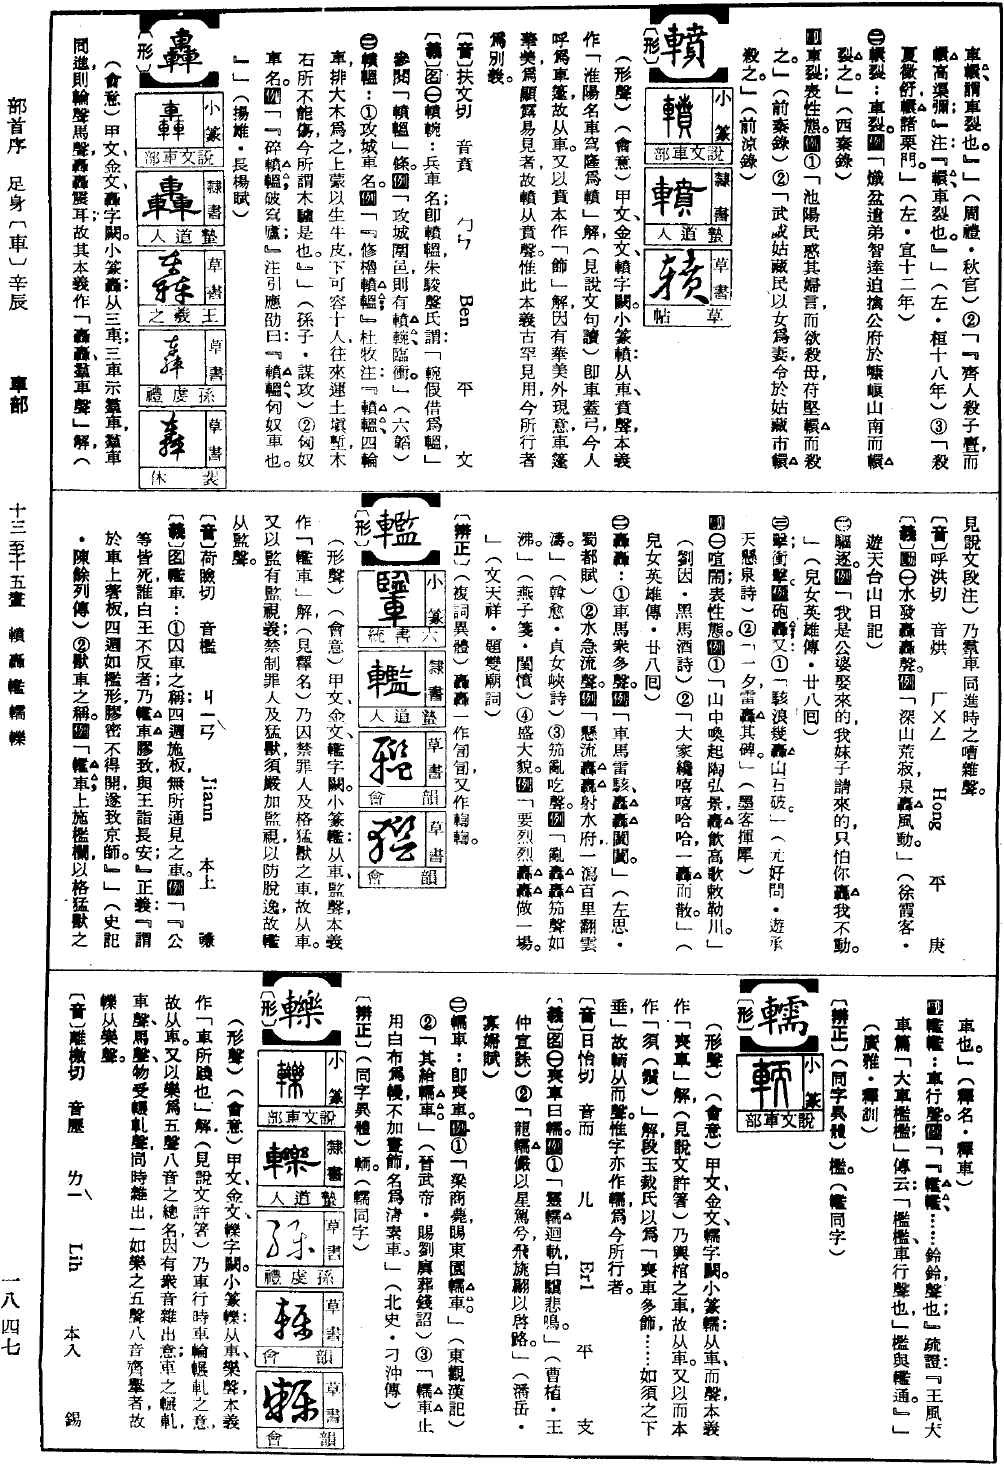 車轘謂車裂也。』」(周禮・秋官)②「『齊人殺子亹而
轘高渠彌』注:『轘車裂也。』」(左・桓十八年)③「殺
夏徵舒轘諸栗門。」(左・宣十二年)
㊁轘裂:車裂。例「
裂之。」(西秦錄)
副車裂表性態。例①「池陽民惑其婦言,而欲殺母,苻堅轘而殺
之。」(前秦錄)②「武威姑藏民以女爲妻,令於姑藏市轘
殺之。」(前涼錄)
轒
〔形〕
小篆 說文車部
隸書 蟄道人
草書 草帖
(形聲)(會意)甲文、金文、轒字闕。小篆轒:从車、賁聲,本義
作「淮陽名車穹隆爲轒」解(見說文句讀),卽車蓋弓,今人
呼爲車篷,故从車。又以賁本作「飾」解,因有華美外現意,車篷
華美爲顯露易見者,故轒从賁聲。惟此本義古罕見用,今所行者
爲別義。
〔音〕扶文切 音賁 ㄅㄣ Ben 平 文
〔義〕名㊀轒輓:兵車名,卽轒轀,朱駿聲氏謂:「輓假借爲轀,」
參閱「轒轀」條。例「攻城圍邑,則有轒輓臨衝。」(六韜)
㊁轒轀:①攻城車名。例「『修櫓轒轀』杜牧注:『轒轀、四輪
車,排大木爲之,上蒙以生牛皮,下可容十人,往來運土塡塹,木
石所不能傷,今所謂木驢是也。』」(孫子・謀攻)②匈奴
車名。例「『碎轒轀,破穹廬』注引應劭曰:『轒轀、匈奴車也。
』」(揚雄・長楊賦)
轟
〔形〕
小篆 說文車部
隸書 蟄道人
草書 王羲之
草書 孫虔禮
草書 裴休
(會意)甲文、金文、轟字闕。小篆轟:从三車;三車示羣車,羣車
同進則輪聲馬聲轟轟震耳,故其本義作「轟轟、羣車聲」解,(
見說文段注)乃羣車同進時之嘈雜聲。
〔音〕呼洪切 音烘 ㄏㄨㄥ Hong 平 庚
〔義〕動㊀水發轟轟聲。例「深山荒寂,泉轟風動。」(徐霞客・
遊天台山日記)
㊁驅逐。例「我是公婆娶來的,我妹子請來的,只怕你轟我不動。
」(兒女英雄傳・廿八回)
㊂擊衝擊。例砲轟;又①「駭浪幾轟山石破。」(元好問・遊承
天懸泉詩)②「一夕雷轟其碑。」(墨客揮犀)
副㊀喧鬧表性態。例①「山中喚起陶弘景,轟飲高歌敕勒川。」
(劉因・黑馬酒詩)②「大家纔嘻嘻哈哈,一轟而散。」(
兒女英雄傳・廿八回)
㊁轟轟:①車馬衆多聲。例「車馬雷駭,轟轟闐闐。」(左思・
蜀都賦)②水急流聲。例「懸流轟轟射水府,一瀉百里翻雲
濤。」(韓愈・貞女峽詩)③笳亂吃聲。例「亂轟轟笳聲如
沸。」(燕子箋・閨憤)④盛大貌。例「要烈烈轟轟做一場。
」(文天祥・題雙廟詞)
〔辨正〕(複詞異體)轟轟一作訇訇,又作輷輷。
轞
〔形〕
小篆 六書統
隸書 蟄道人
草書 韻會
草書 韻會
(形聲)(會意)甲文、金文、轞字闕。小篆轞:从車、監聲,本義
作「轞車」解(見釋名)乃囚禁罪人及格猛獸之車,故从車。
又以監有監視義,禁制罪人及猛獸須嚴加監視以防脫逸,故轞
从監聲。
〔音〕荷瞼切 音檻 ㄐㄧㄢˋ Jiann 本上 豏
〔義〕名轞車:①囚車之稱,四週施板,無所通見之車。例「『公
等皆死,誰白王不反者;乃轞車膠致,與王詣長安』正義『謂
於車上著板,四週如檻形,膠密不得開,遂致京師。』」(史記
・陳餘列傳)②獸車之稱。例「轞車,上施檻欄,以格猛獸之
車也。」(釋名・釋車)
副轞轞:車行聲。例「『轞轞……鈴鈴,聲也。』疏證『王風大
車篇「大車檻檻」傳云:「檻檻、車行聲也。」檻與轞通。』」
(廣雅・釋訓)
〔辨正〕(同字異體)檻。(轞同字)
轜
〔形〕
小篆 說文車部
(形聲)(會意)甲文、金文、轜字闕。小篆轜:从車、而聲,本義
作「喪車」解(見說文許箸)乃輿棺之車,故从車。又以而本
作「須(鬚)」解,段玉裁氏以爲「喪車多飾……如須之下
垂,」故輀从而聲。惟字亦作轜爲今所行者。
〔音〕日怡切 音而 ㄦ Erl 平 支
〔義〕名㊀喪車曰轜。例①「靈轜迴軌,白驥悲鳴。」(曹植・王
仲宣誄)②「龍轜儼以星駕兮,飛旐翩以啓路。」(潘岳・
寡婦賦)
㊁轜車:卽喪車。例①「梁商薨,賜東園轜車。」(東觀漢記)
②「其給轜車。」(晉武帝・賜劉廙葬錢詔)③「轜車止
用白布爲幔,不加畫飾,名爲淸素車。」(北史・刁沖傳)
〔辨正〕(同字異體)輀。(轜同字)
轢
〔形〕
小篆 說文車部
隸書 蟄道人
草書 孫虔禮
草書 韻會
草書 韻會
(形聲)(會意)甲文、金文、轢字闕。小篆轢:从車、樂聲,本義
作「車所踐也」解(見說文許箸)乃車行時車輪輾軋之意,
故从車。又以樂爲五聲八音之總名,因有衆音雜出意;車之輾軋,
車聲、馬聲、物受輾軋聲,同時雜出,一如樂之五聲八音齊舉者,故
轢从樂聲。
〔音〕離檄切 音歷 ㄌㄧˋ Lih 本入 錫
部首序 足身〔車〕辛辰 車部 十三至十五畫 轒轟轞轜轢 一八四七